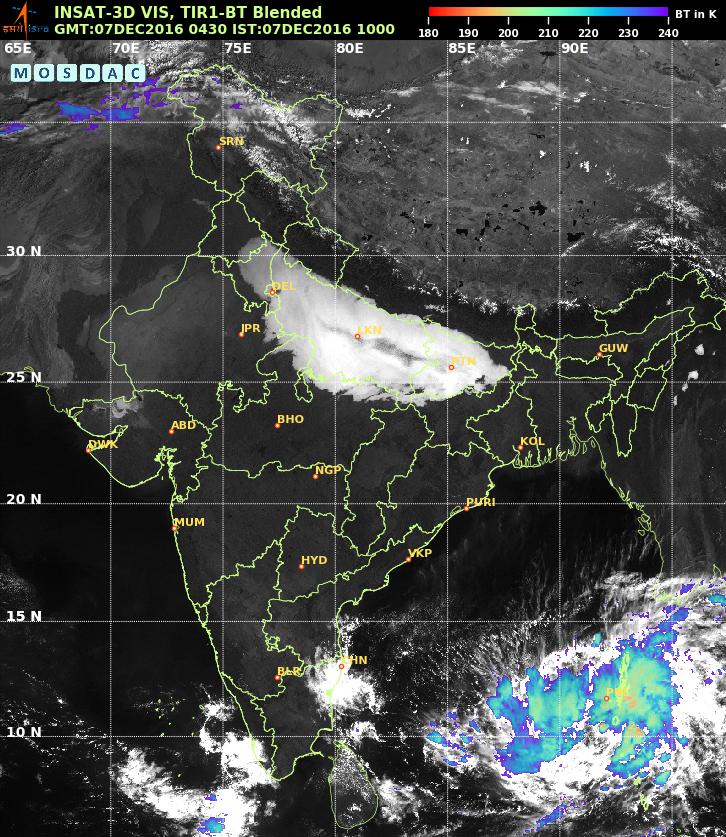 INSAT-3D VIS, TIR1-BT Blended
GMT:07DEC2016 0430 IST:07DEC2016 1000
BT in K
180 190 200 210 220 230 240
65E 70E 75E 80E 85E 90E
MOSDAC
SRN
30 N
DEL
JPR
LKN
GUW
PTN
25 N
ABD
BHO
DWK
KOL
NGP
20 N
PURI
MUM
VKP
HYD
15 N
CHN
BLR
10 N